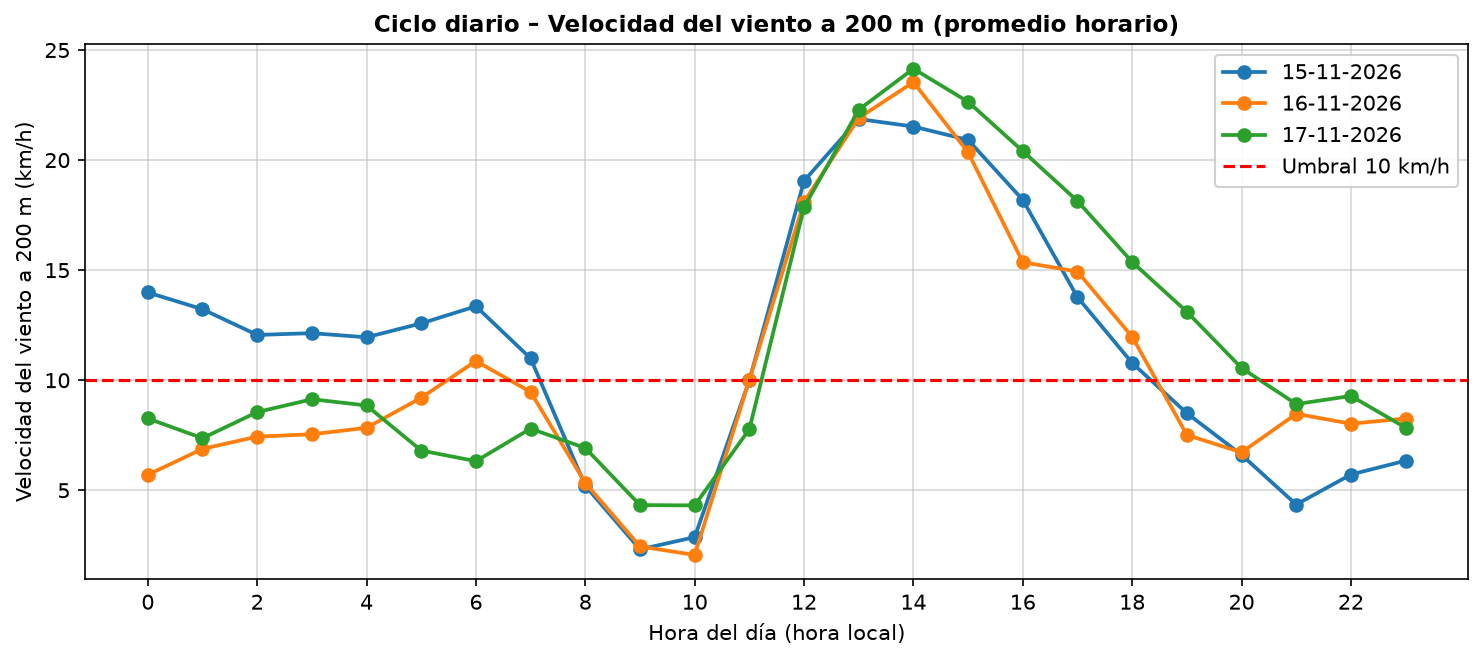 Ciclo diario – Velocidad del viento a 200 m (promedio horario)
25
20
15
10
5
Velocidad del viento a 200 m (km/h)
15-11-2026
16-11-2026
17-11-2026
Umbral 10 km/h
0 2 4 6 8 10 12 14 16 18 20 22
Hora del día (hora local)